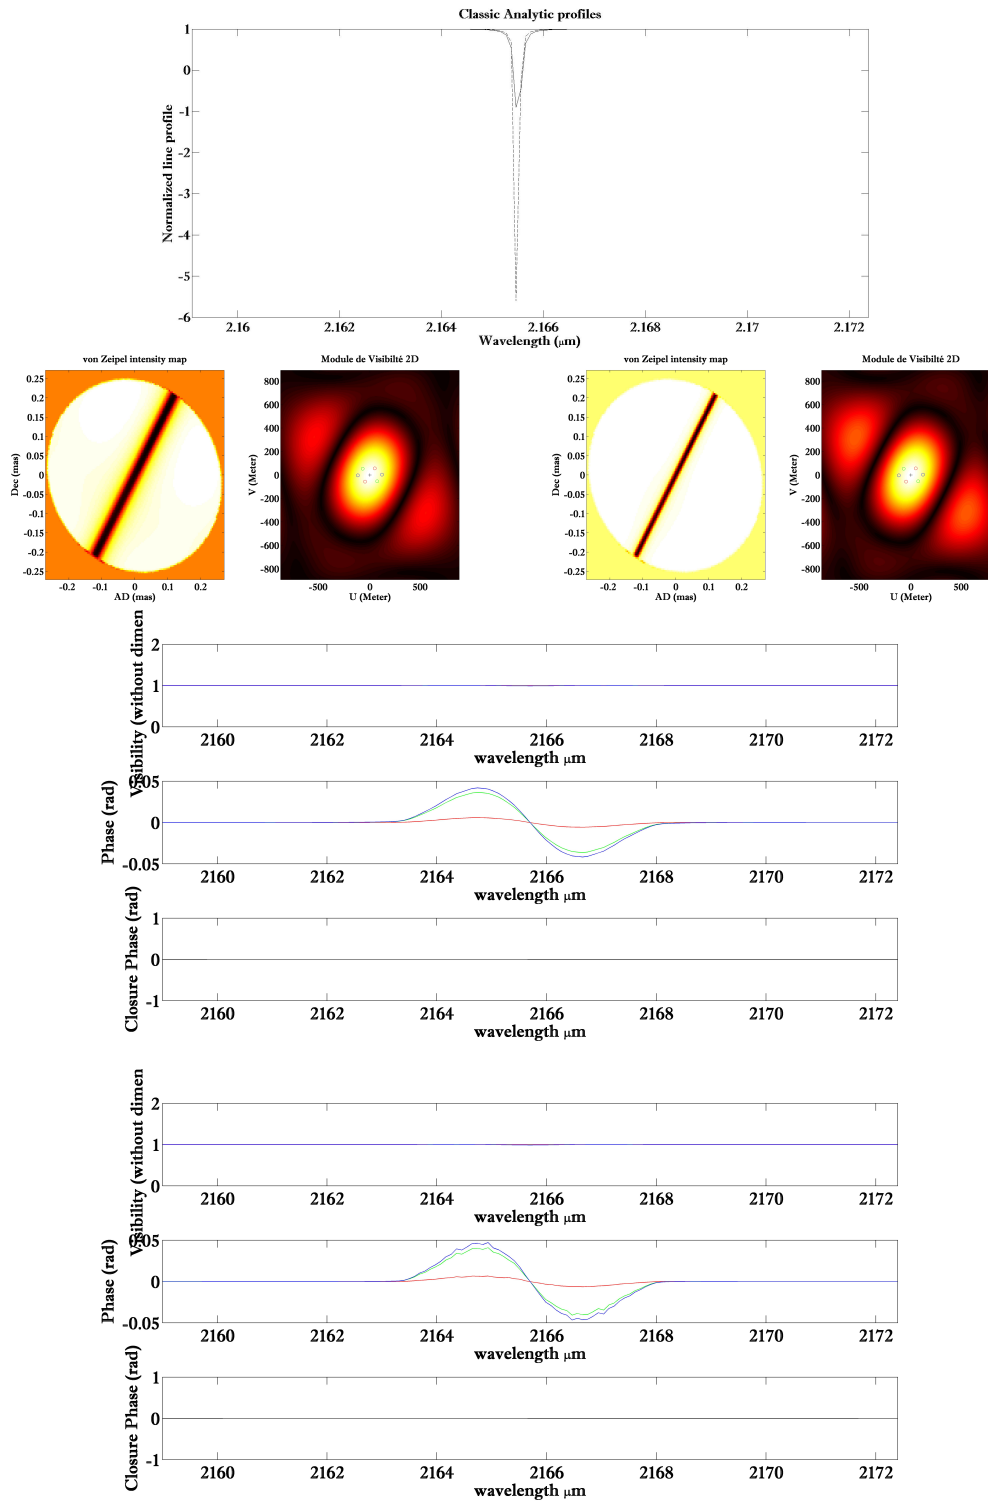 Classic Analytic profiles
1
0
-1
-2
-3
-4
-5
-6
Normalized line profile
2.16 2.162 2.164 2.166 2.168 2.17 2.172
Wavelength (μm)
von Zeipel intensity map
0.25
0.2
0.15
0.1
0.05
0
-0.05
-0.1
-0.15
-0.2
-0.25
Dec (mas)
-0.2 -0.1 0 0.1 0.2
AD (mas)
Module de Visibilté 2D
800
600
400
200
0
-200
-400
-600
-800
V (Meter)
-500 0 500
U (Meter)
von Zeipel intensity map
0.25
0.2
0.15
0.1
0.05
0
-0.05
-0.1
-0.15
-0.2
-0.25
Dec (mas)
-0.2 -0.1 0 0.1 0.2
AD (mas)
Module de Visibilté 2D
800
600
400
200
0
-200
-400
-600
-800
V (Meter)
-500 0 500
U (Meter)
Visibility (without dimen
2
1
0
2160 2162 2164 2166 2168 2170 2172
wavelength μm
Phase (rad)
0.05
0
-0.05
2160 2162 2164 2166 2168 2170 2172
wavelength μm
Closure Phase (rad)
1
0
-1
2160 2162 2164 2166 2168 2170 2172
wavelength μm
Visibility (without dimen
2
1
0
2160 2162 2164 2166 2168 2170 2172
wavelength μm
Phase (rad)
0.05
0
-0.05
2160 2162 2164 2166 2168 2170 2172
wavelength μm
Closure Phase (rad)
1
0
-1
2160 2162 2164 2166 2168 2170 2172
wavelength μm